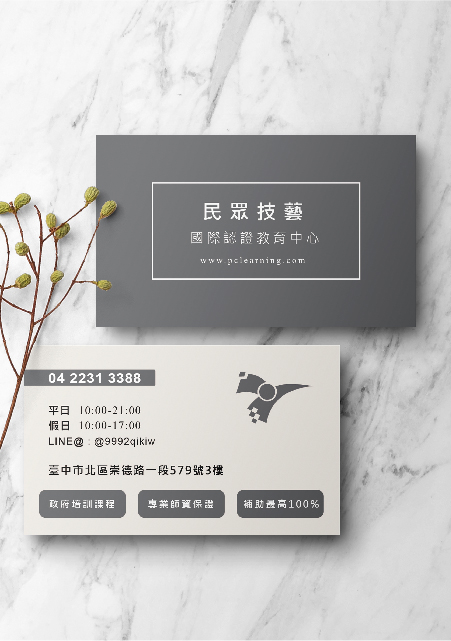 民眾技藝
國際認證教育中心
www.pclearning.com
04 2231 3388
平日 10:00-21:00
假日 10:00-17:00
LINE@：@9992qikiw
臺中市北區崇德路一段579號3樓
政府培訓課程
專業師資保證
補助最高100%